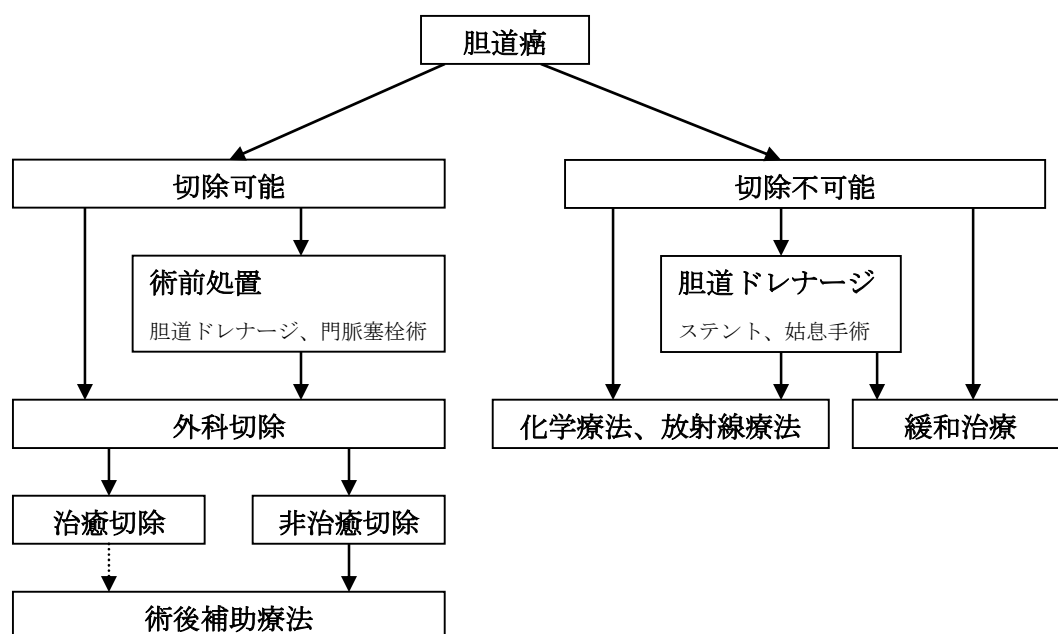 胆道癌
切除可能
切除不可能
術前処置
胆道ドレナージ、門脈塞栓術
胆道ドレナージ
ステント、姑息手術
外科切除
化学療法、放射線療法
緩和治療
治癒切除
非治癒切除
術後補助療法